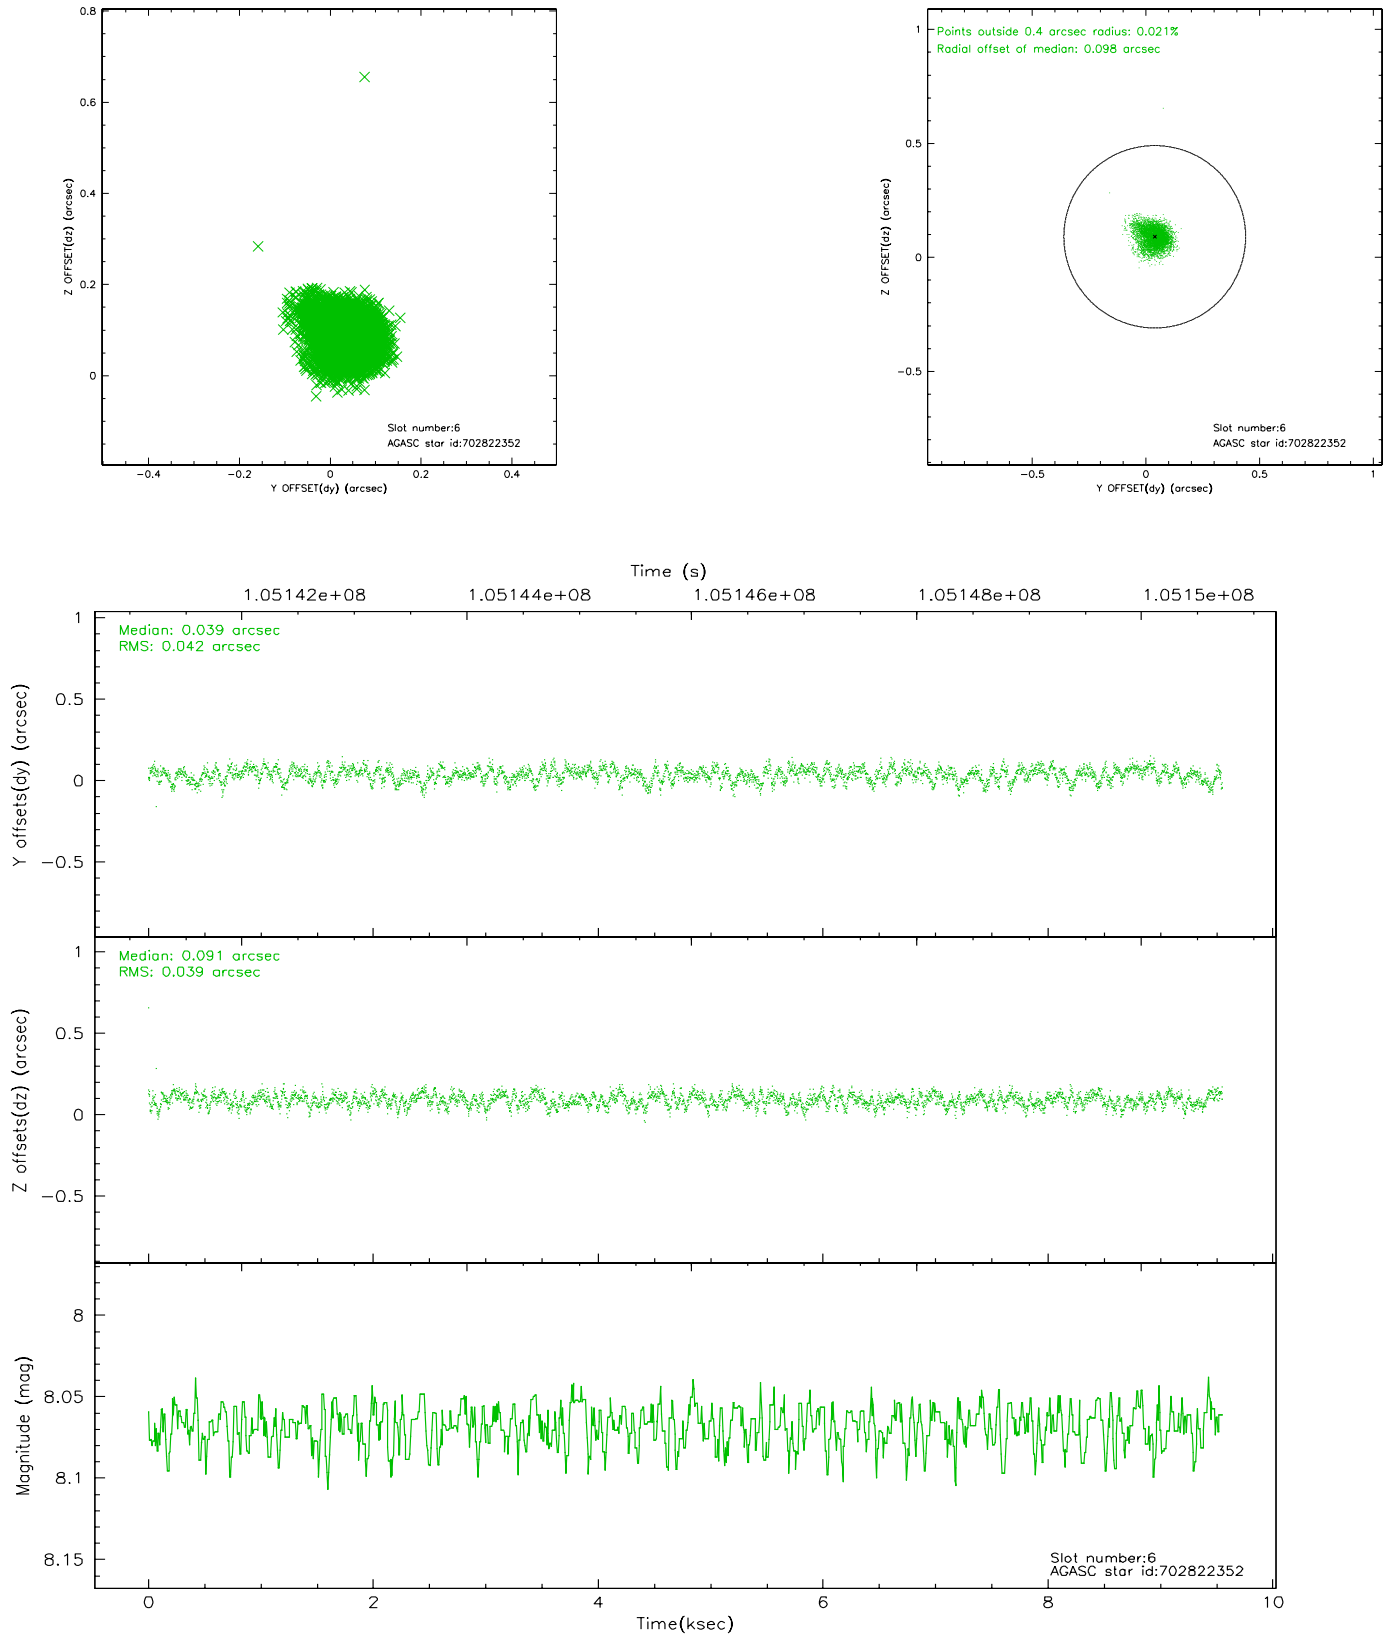 0.8
0.6
0.4
0.2
0
Z OFFSET(dz) (arcsec)
Slot number:6
AGASC star id:702822352
−0.4 −0.2 0 0.2 0.4
Y OFFSET(dy) (arcsec)
Points outside 0.4 arcsec radius: 0.021%
Radial offset of median: 0.098 arcsec
1
0.5
0
−0.5
Z OFFSET(dz) (arcsec)
Slot number:6
AGASC star id:702822352
−0.5 0 0.5 1
Y OFFSET(dy) (arcsec)
Time (s)
1.05142e+08 1.05144e+08 1.05146e+08 1.05148e+08 1.0515e+08
Median: 0.039 arcsec
RMS: 0.042 arcsec
1
0.5
0
−0.5
Y offsets(dy) (arcsec)
Median: 0.091 arcsec
RMS: 0.039 arcsec
1
0.5
0
−0.5
Z offsets(dz) (arcsec)
8
8.05
8.1
8.15
Magnitude (mag)
Slot number:6
AGASC star id:702822352
0 2 4 6 8 10
Time(ksec)